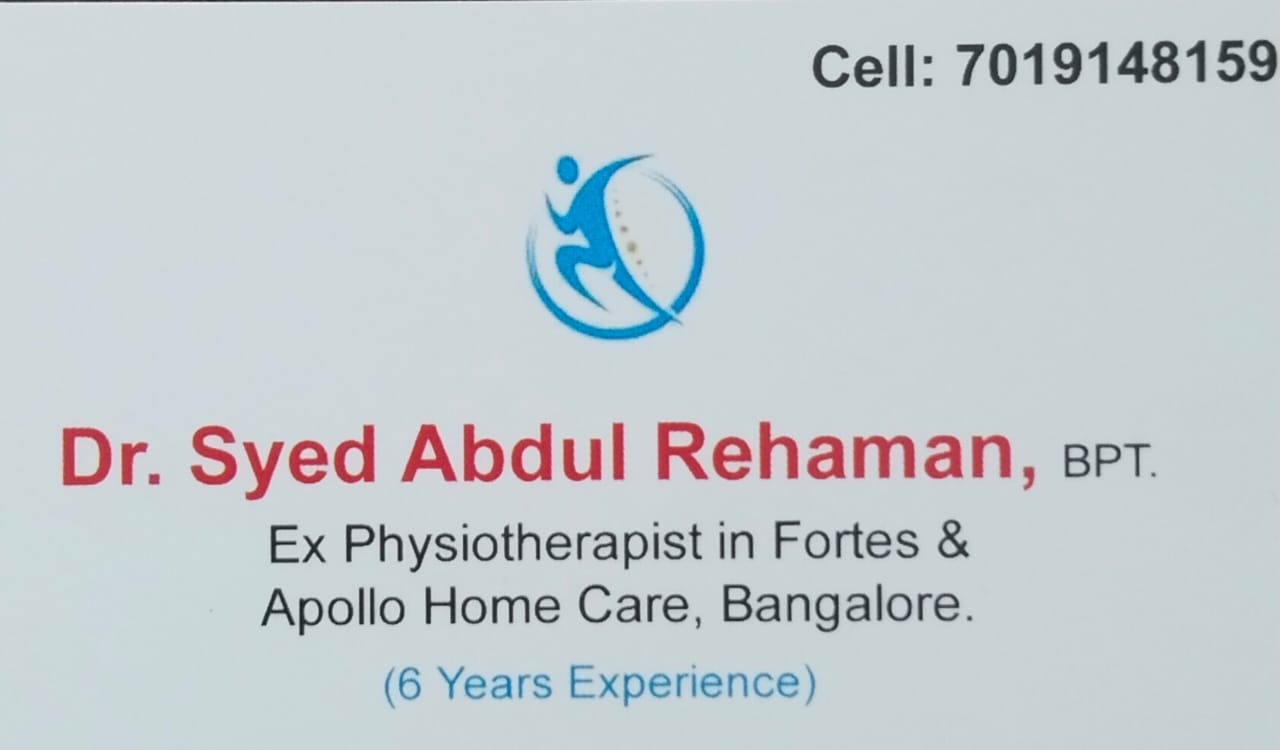 Cell: 7019148159
Dr. Syed Abdul Rehaman, BPT.
Ex Physiotherapist in Fortes &
Apollo Home Care, Bangalore.
(6 Years Experience)